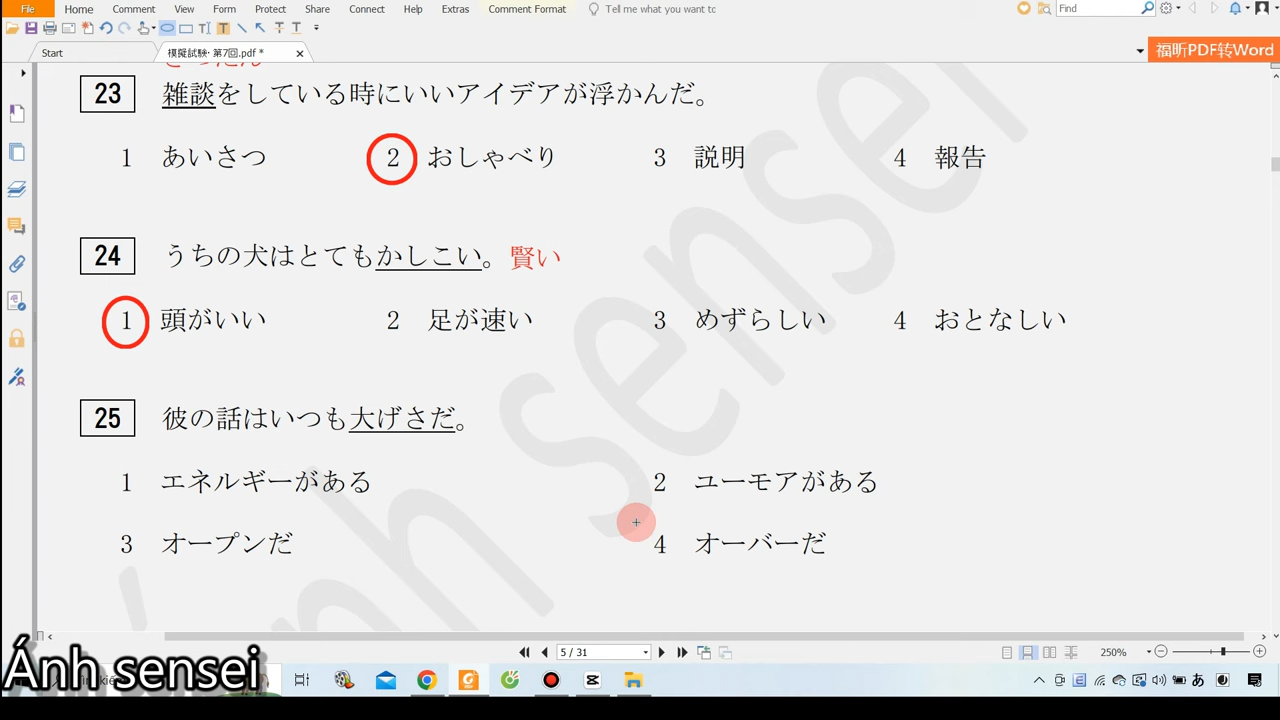 File Home Comment View Form Protect Share Connect Help Extras Comment Format Tell me what you want to Find
Start 模擬試験- 第7回.pdf * 福昕PDF转Word
ざつだん
23 雑談をしている時にいいアイデアが浮かんだ。
1 あいさつ 2 おしゃべり 3 説明 4 報告
24 うちの犬はとてもかしこい。 賢い
1 頭がいい 2 足が速い 3 めずらしい 4 おとなしい
25 彼の話はいつも大げさだ。
1 エネルギーがある 2 ユーモアがある
3 オープンだ 4 オーバーだ
5 / 31 250%
Ánh sensei